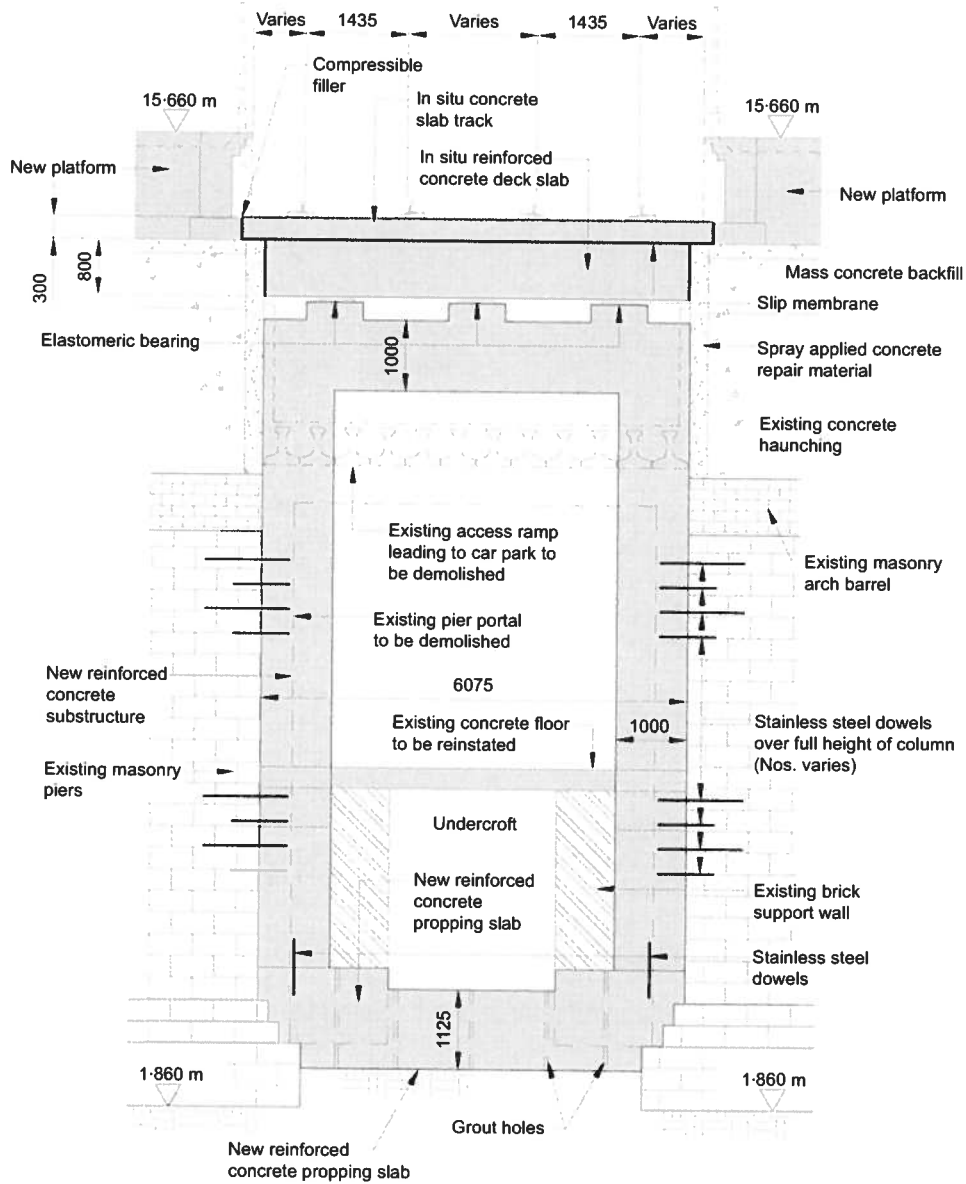 Varies
1435
Varies
1435
Varies
Compressible
filler
15·660 m
In situ concrete
slab track
15·660 m
In situ reinforced
concrete deck slab
New platform
New platform
300
800
Mass concrete backfill
Slip membrane
Elastomeric bearing
1000
Spray applied concrete
repair material
Existing concrete
haunching
Existing access ramp
leading to car park to
be demolished
Existing masonry
arch barrel
Existing pier portal
to be demolished
New reinforced
concrete
substructure
6075
Existing concrete floor
to be reinstated
1000
Stainless steel dowels
over full height of column
(Nos. varies)
Existing masonry
piers
Undercroft
New reinforced
concrete
propping slab
Existing brick
support wall
Stainless steel
dowels
1125
1·860 m
1·860 m
Grout holes
New reinforced
concrete propping slab